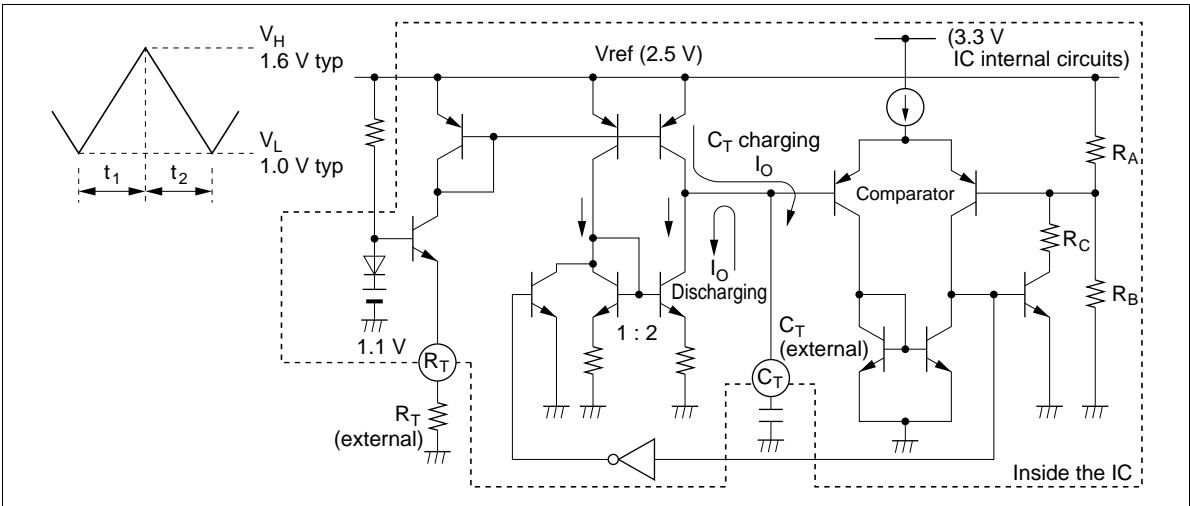 V_H
1.6 V typ
V_L
1.0 V typ
t_1
t_2
Vref (2.5 V)
(3.3 V
IC internal circuits)
C_T charging
I_O
Comparator
R_A
R_C
R_B
I_O
Discharging
1 : 2
C_T
(external)
1.1 V
R_T
C_T
R_T
(external)
Inside the IC